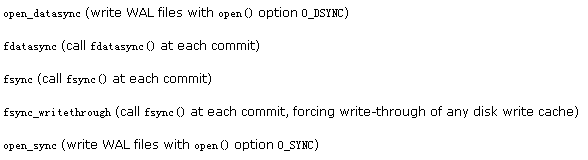 open_datasync (write WAL files with open() option O_DSYNC)
fdatasync (call fdatasync() at each commit)
fsync (call fsync() at each commit)
fsync_writethrough (call fsync() at each commit, forcing write-through of any disk write cache)
open_sync (write WAL files with open() option O_SYNC)